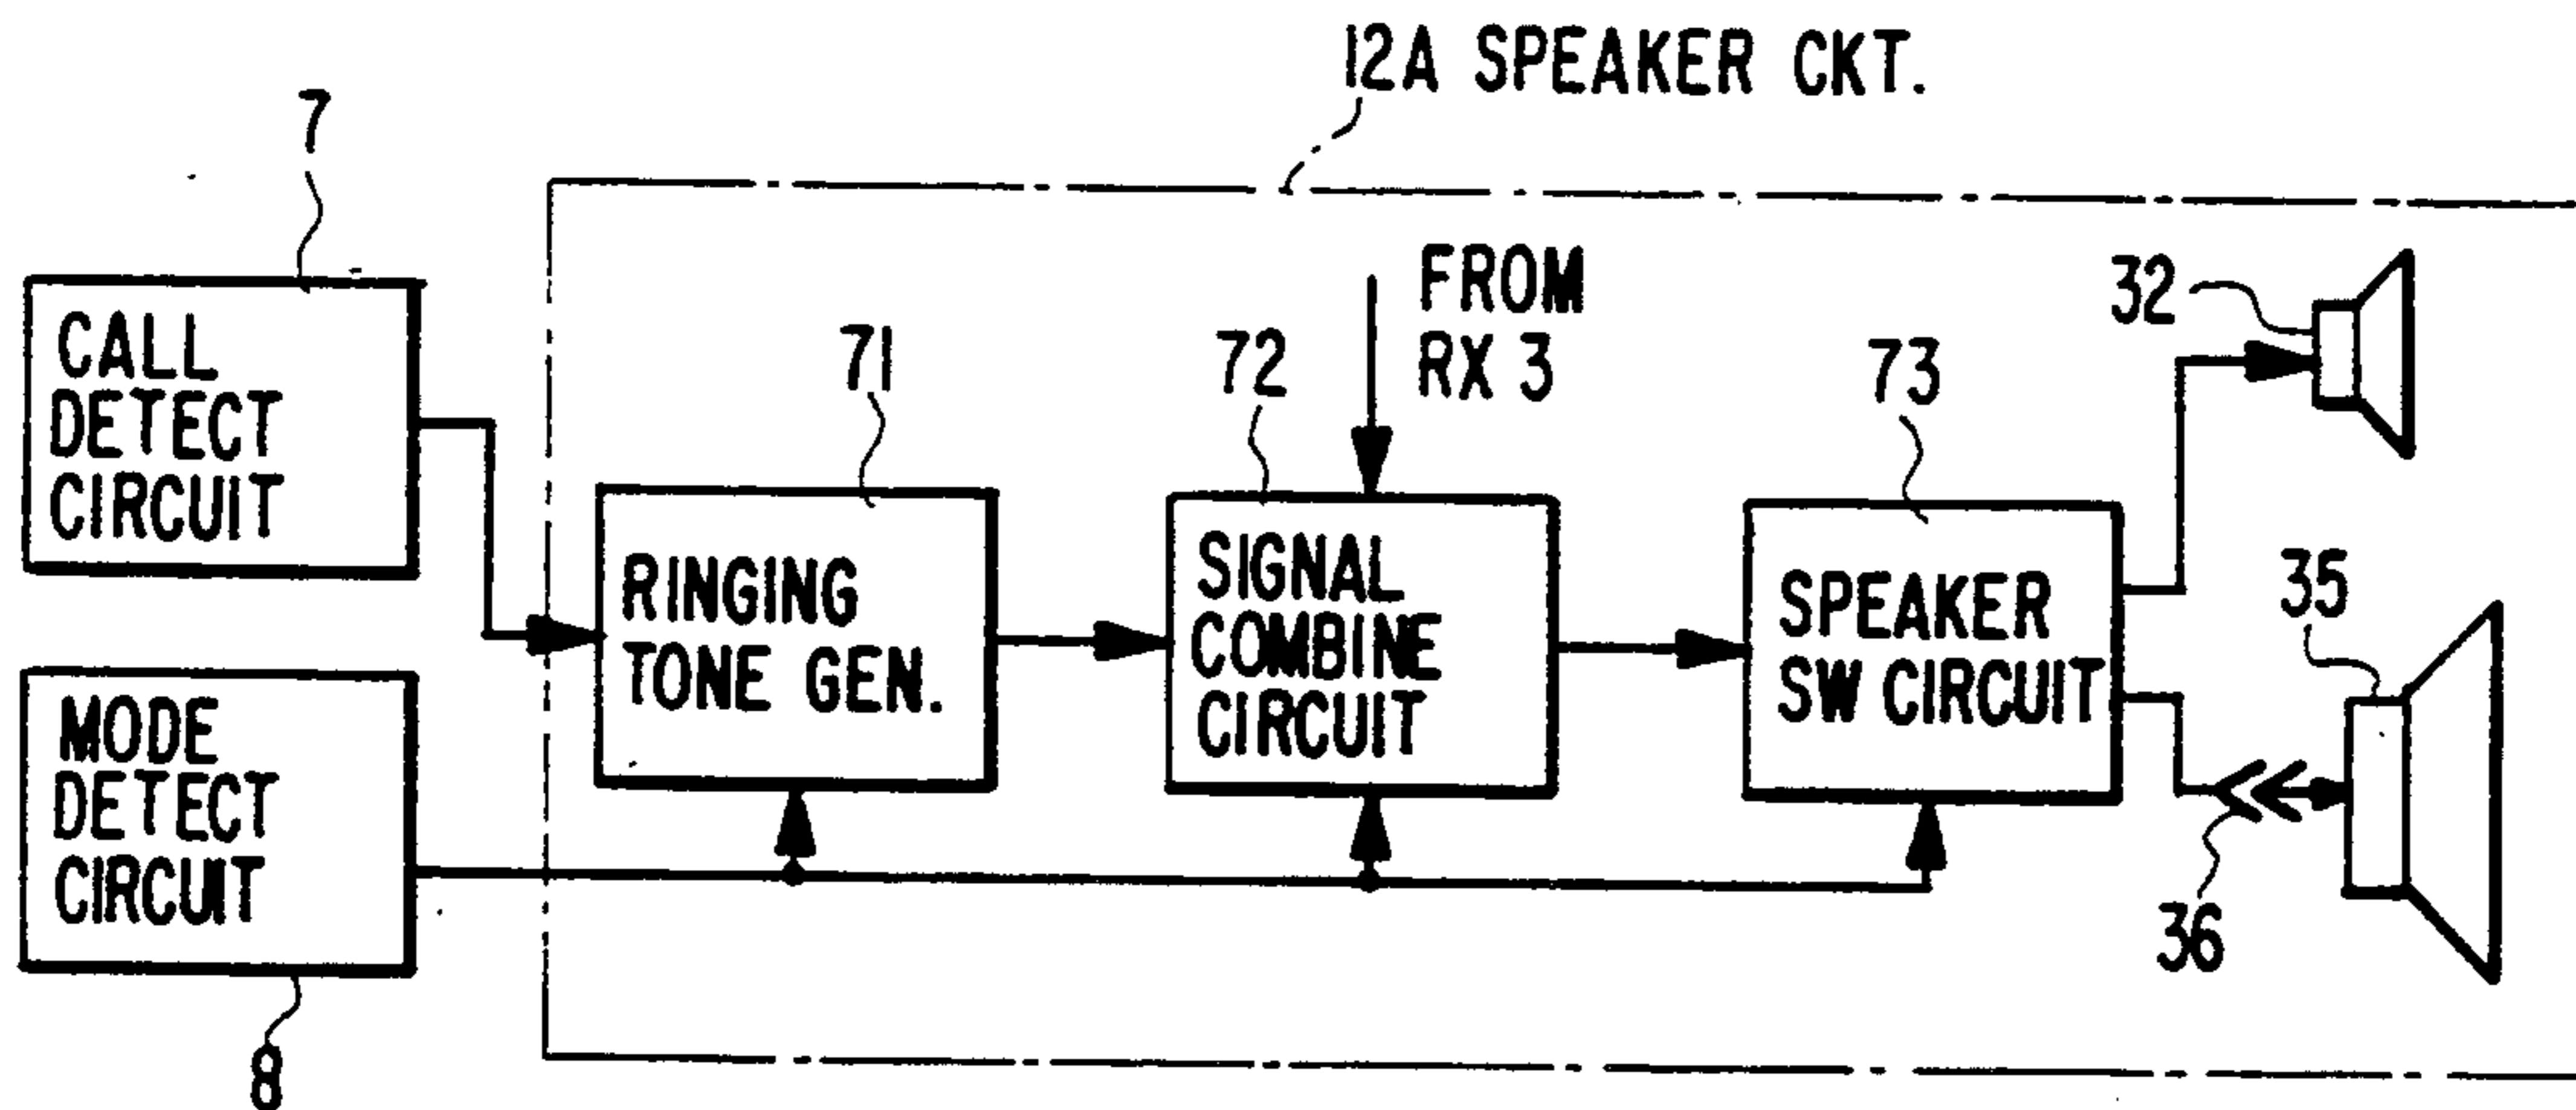 12A SPEAKER CKT.
7
CALL
DETECT
CIRCUIT
MODE
DETECT
CIRCUIT
8
71
RINGING
TONE GEN.
72
FROM
RX 3
SIGNAL
COMBINE
CIRCUIT
73
SPEAKER
SW CIRCUIT
32
35
36